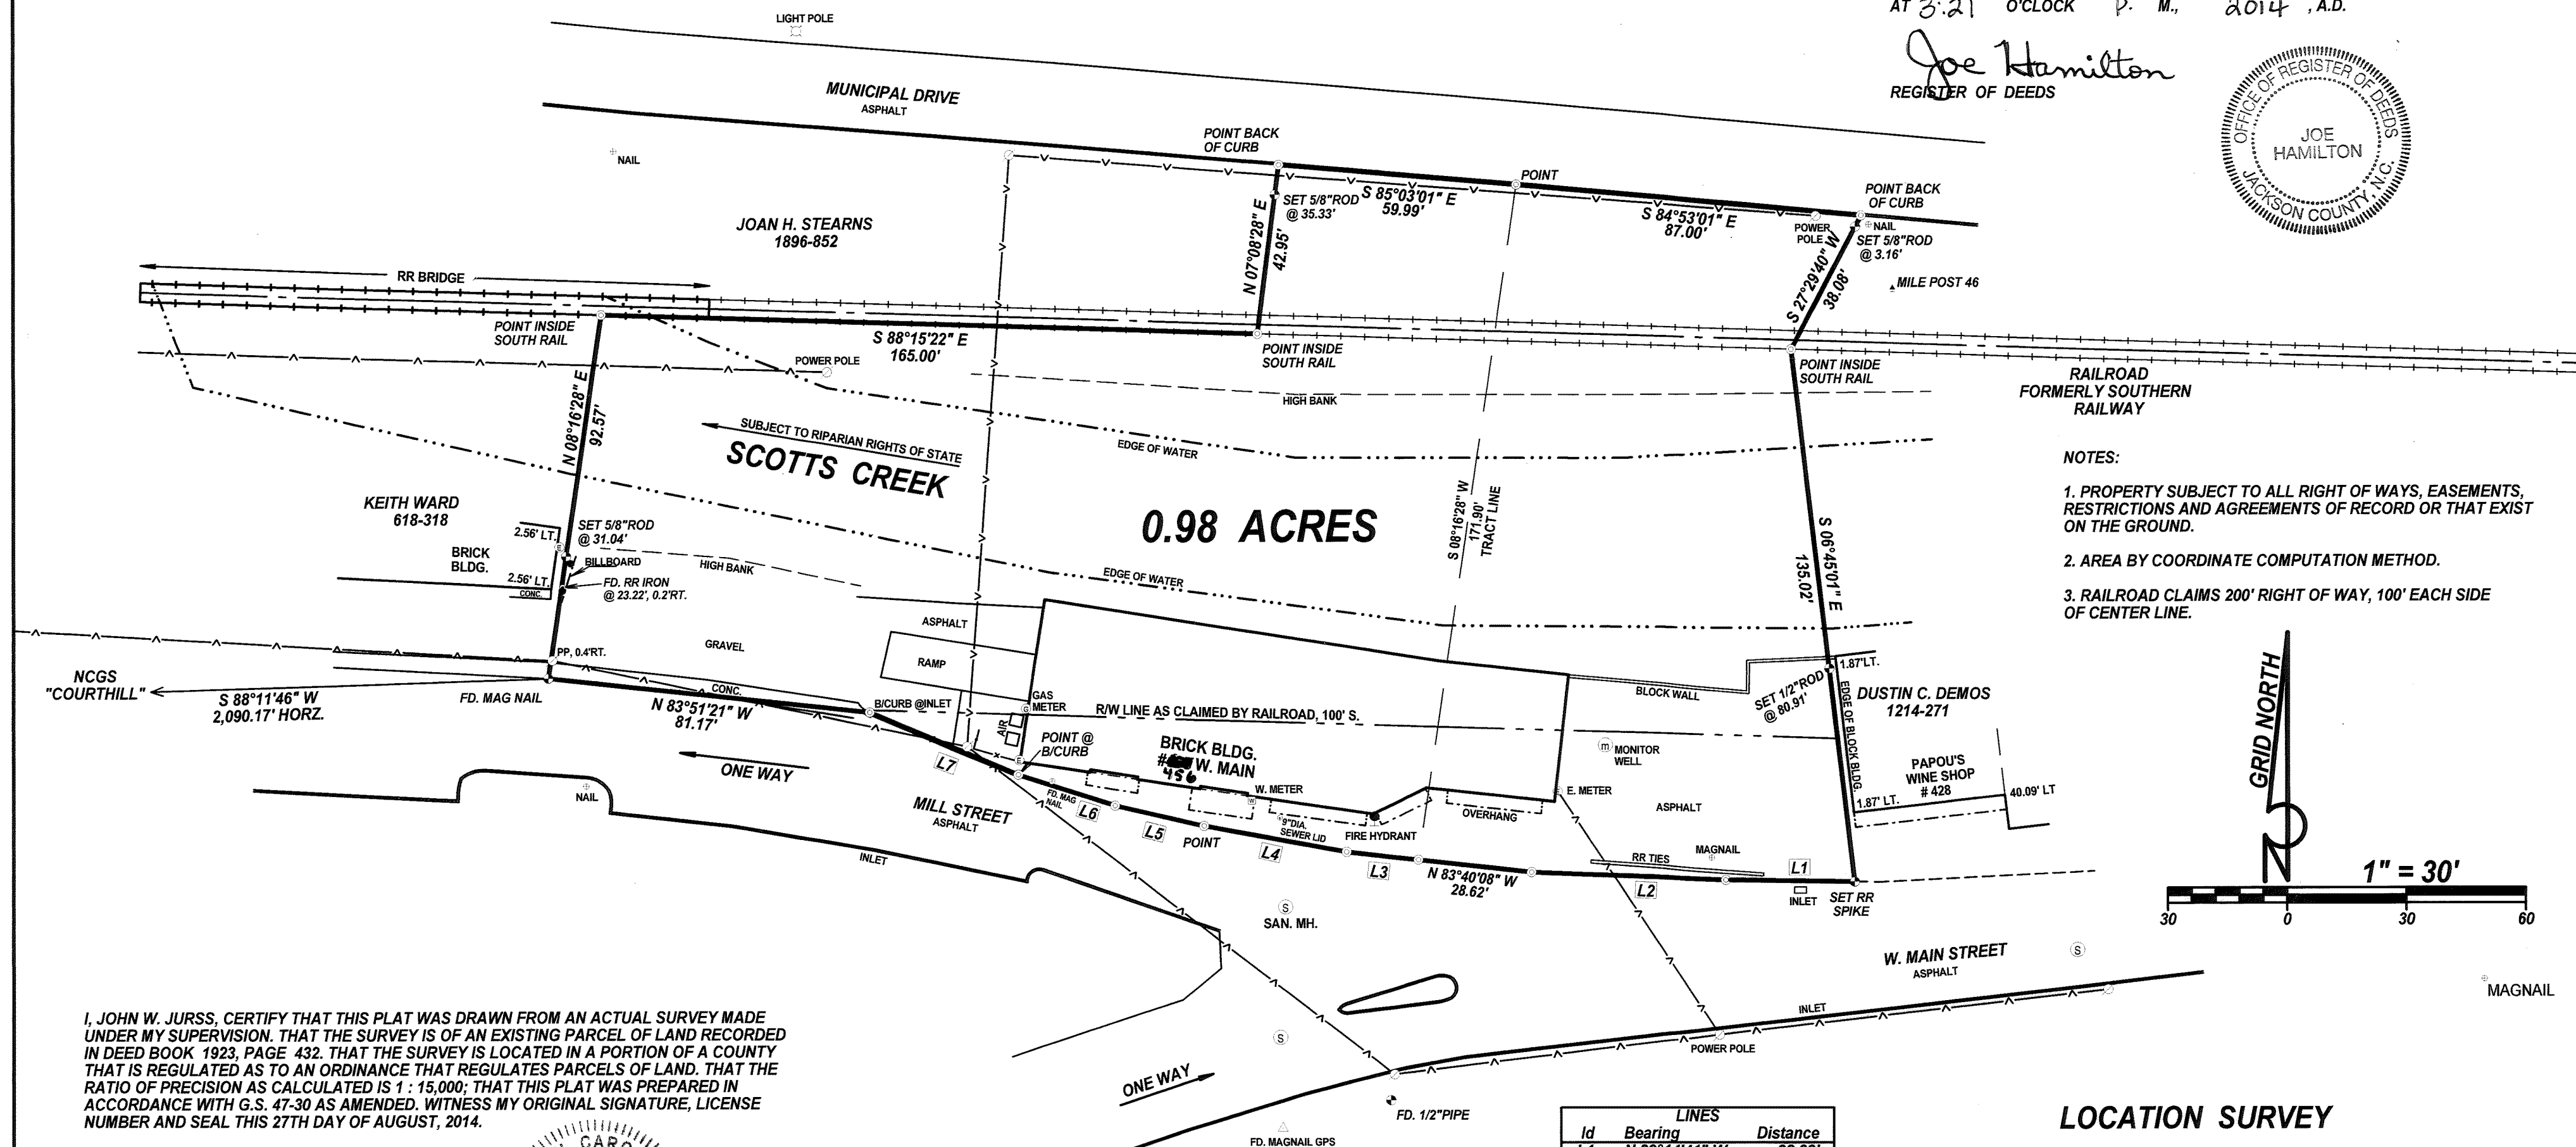 AT 3:21 O'CLOCK P. M., 2014 , A.D.
Joe Hamilton
REGISTER OF DEEDS
OFFICE OF REGISTER OF DEEDS
JOE
HAMILTON
JACKSON COUNTY, N.C.
LIGHT POLE
MUNICIPAL DRIVE
ASPHALT
NAIL
POINT BACK
OF CURB
POINT
POINT BACK
OF CURB
SET 5/8"ROD
@ 35.33'
S 85°03'01" E
59.99'
S 84°53'01" E
87.00'
POWER
POLE
NAIL
SET 5/8"ROD
@ 3.16'
N 07°08'28" E
42.95'
S 27°29'40" W
38.08'
MILE POST 46
JOAN H. STEARNS
1896-852
RR BRIDGE
POINT INSIDE
SOUTH RAIL
S 88°15'22" E
165.00'
POINT INSIDE
SOUTH RAIL
POINT INSIDE
SOUTH RAIL
RAILROAD
FORMERLY SOUTHERN
RAILWAY
POWER POLE
HIGH BANK
N 08°16'28" E
92.57'
SUBJECT TO RIPARIAN RIGHTS OF STATE
SCOTTS CREEK
EDGE OF WATER
0.98 ACRES
S 08°16'28" W
171.90'
TRACT LINE
S 06°45'01" E
135.02'
NOTES:
1. PROPERTY SUBJECT TO ALL RIGHT OF WAYS, EASEMENTS,
RESTRICTIONS AND AGREEMENTS OF RECORD OR THAT EXIST
ON THE GROUND.
2. AREA BY COORDINATE COMPUTATION METHOD.
3. RAILROAD CLAIMS 200' RIGHT OF WAY, 100' EACH SIDE
OF CENTER LINE.
KEITH WARD
618-318
2.56' LT.
E
SET 5/8"ROD
@ 31.04'
BRICK
BLDG.
BILLBOARD
2.56' LT.
CONC.
FD. RR IRON
@ 23.22', 0.2'RT.
HIGH BANK
EDGE OF WATER
ASPHALT
RAMP
GRAVEL
PP, 0.4'RT.
NCGS
"COURTHILL"
S 88°11'46" W
2,090.17' HORZ.
FD. MAG NAIL
CONC.
N 83°51'21" W
81.17'
B/CURB @INLET
GAS
METER
G
AIR
R/W LINE AS CLAIMED BY RAILROAD, 100' S.
BLOCK WALL
SET 1/2"ROD
@ 80.91'
1.87'LT.
EDGE OF BLOCK BLDG.
DUSTIN C. DEMOS
1214-271
GRID NORTH
N
POINT @
B/CURB
E
BRICK BLDG.
# W. MAIN
456
m
MONITOR
WELL
PAPOU'S
WINE SHOP
# 428
1.87' LT.
40.09' LT
ONE WAY
L7
NAIL
FD. MAG
NAIL
L6
W. METER
W
E. METER
ASPHALT
MILL STREET
ASPHALT
L5
POINT
9"DIA.
SEWER LID
FIRE HYDRANT
OVERHANG
L4
L3
N 83°40'08" W
28.62'
RR TIES
MAGNAIL
L2
L1
INLET
SET RR
SPIKE
INLET
1" = 30'
30 0 30 60
S
SAN. MH.
W. MAIN STREET
ASPHALT
S
MAGNAIL
INLET
S
POWER POLE
ONE WAY
FD. 1/2"PIPE
FD. MAGNAIL GPS
I, JOHN W. JURSS, CERTIFY THAT THIS PLAT WAS DRAWN FROM AN ACTUAL SURVEY MADE
UNDER MY SUPERVISION. THAT THE SURVEY IS OF AN EXISTING PARCEL OF LAND RECORDED
IN DEED BOOK 1923, PAGE 432. THAT THE SURVEY IS LOCATED IN A PORTION OF A COUNTY
THAT IS REGULATED AS TO AN ORDINANCE THAT REGULATES PARCELS OF LAND. THAT THE
RATIO OF PRECISION AS CALCULATED IS 1 : 15,000; THAT THIS PLAT WAS PREPARED IN
ACCORDANCE WITH G.S. 47-30 AS AMENDED. WITNESS MY ORIGINAL SIGNATURE, LICENSE
NUMBER AND SEAL THIS 27TH DAY OF AUGUST, 2014.
CARO
LINES
Id Bearing Distance
LOCATION SURVEY